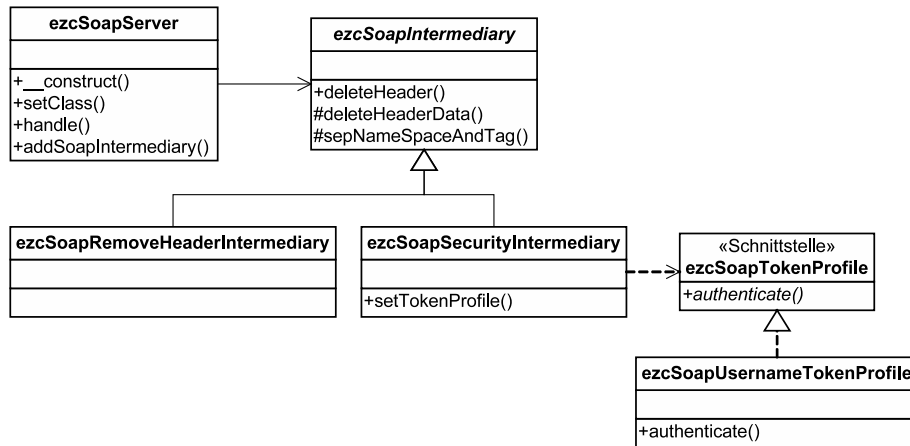 ezcSoapServer
+__construct()
+setClass()
+handle()
+addSoapIntermediary()
ezcSoapIntermediary
+deleteHeader()
#deleteHeaderData()
#sepNameSpaceAndTag()
ezcSoapRemoveHeaderIntermediary
ezcSoapSecurityIntermediary
+setTokenProfile()
«Schnittstelle»
ezcSoapTokenProfile
+authenticate()
ezcSoapUsernameTokenProfile
+authenticate()